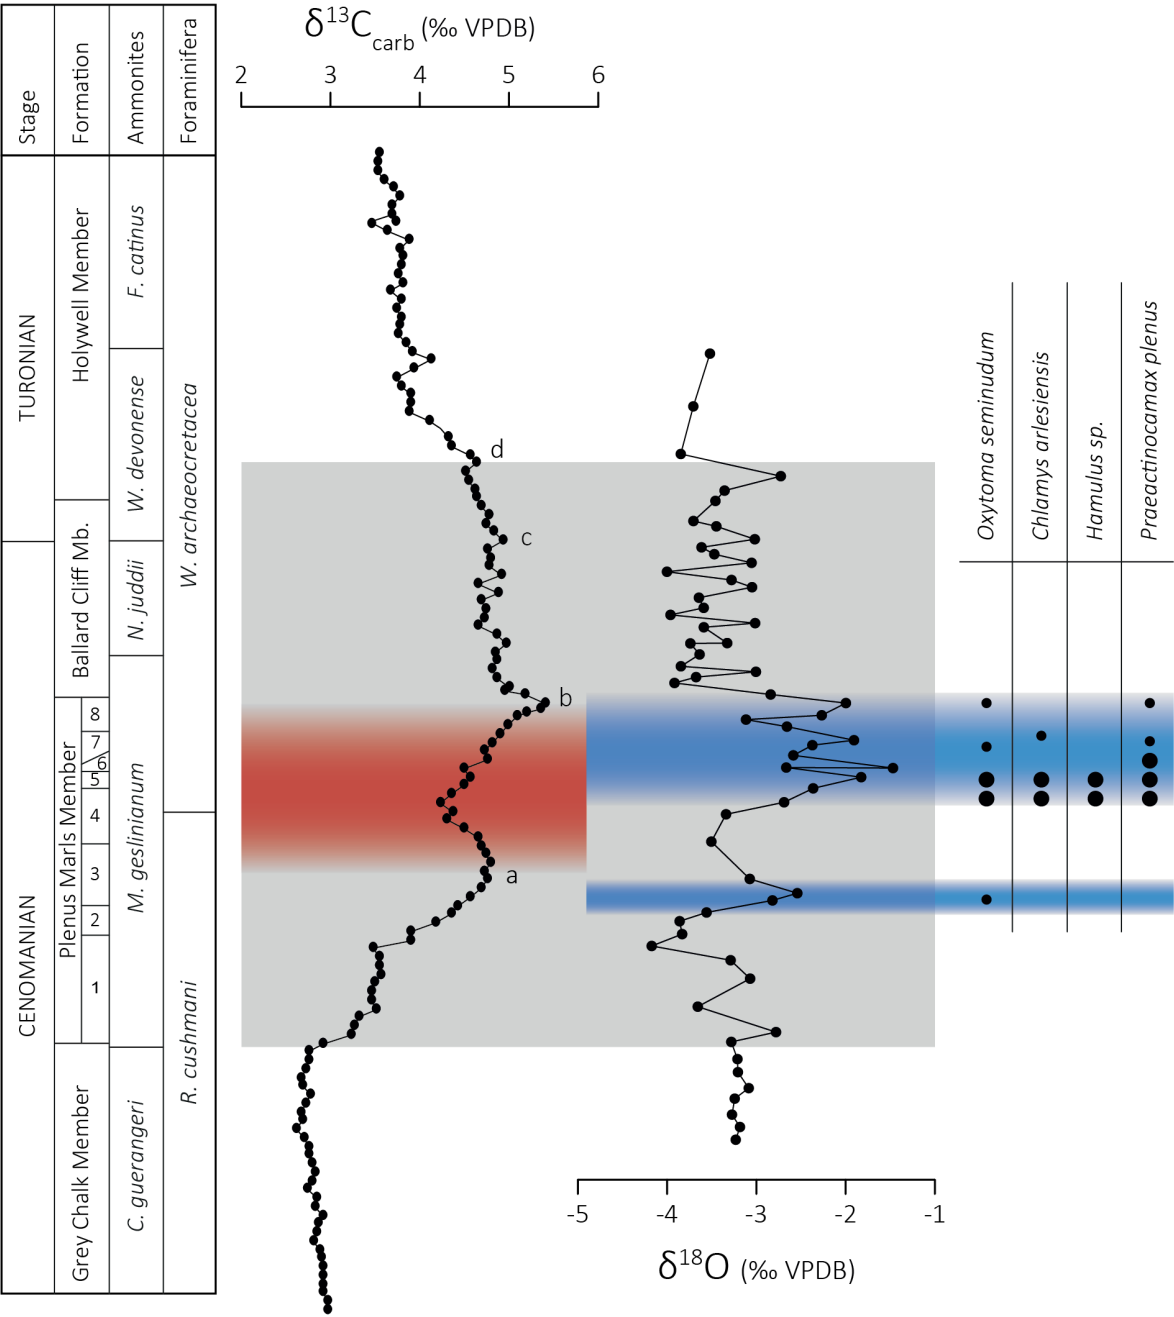 δ13Ccarb (‰ VPDB)
2 3 4 5 6
Stage
Formation
Ammonites
Foraminifera
TURONIAN
CENOMANIAN
Holywell Member
Ballard Cliff Mb.
Plenus Marls Member
Grey Chalk Member
8
7
6
5
4
3
2
1
F. catinus
W. devonense
N. juddii
M. geslinianum
C. guerangeri
W. archaeocretacea
R. cushmani
d
c
b
a
Oxytoma seminudum
Chlamys arlesiensis
Hamulus sp.
Praeactinocamax plenus
-5 -4 -3 -2 -1
δ18O (‰ VPDB)